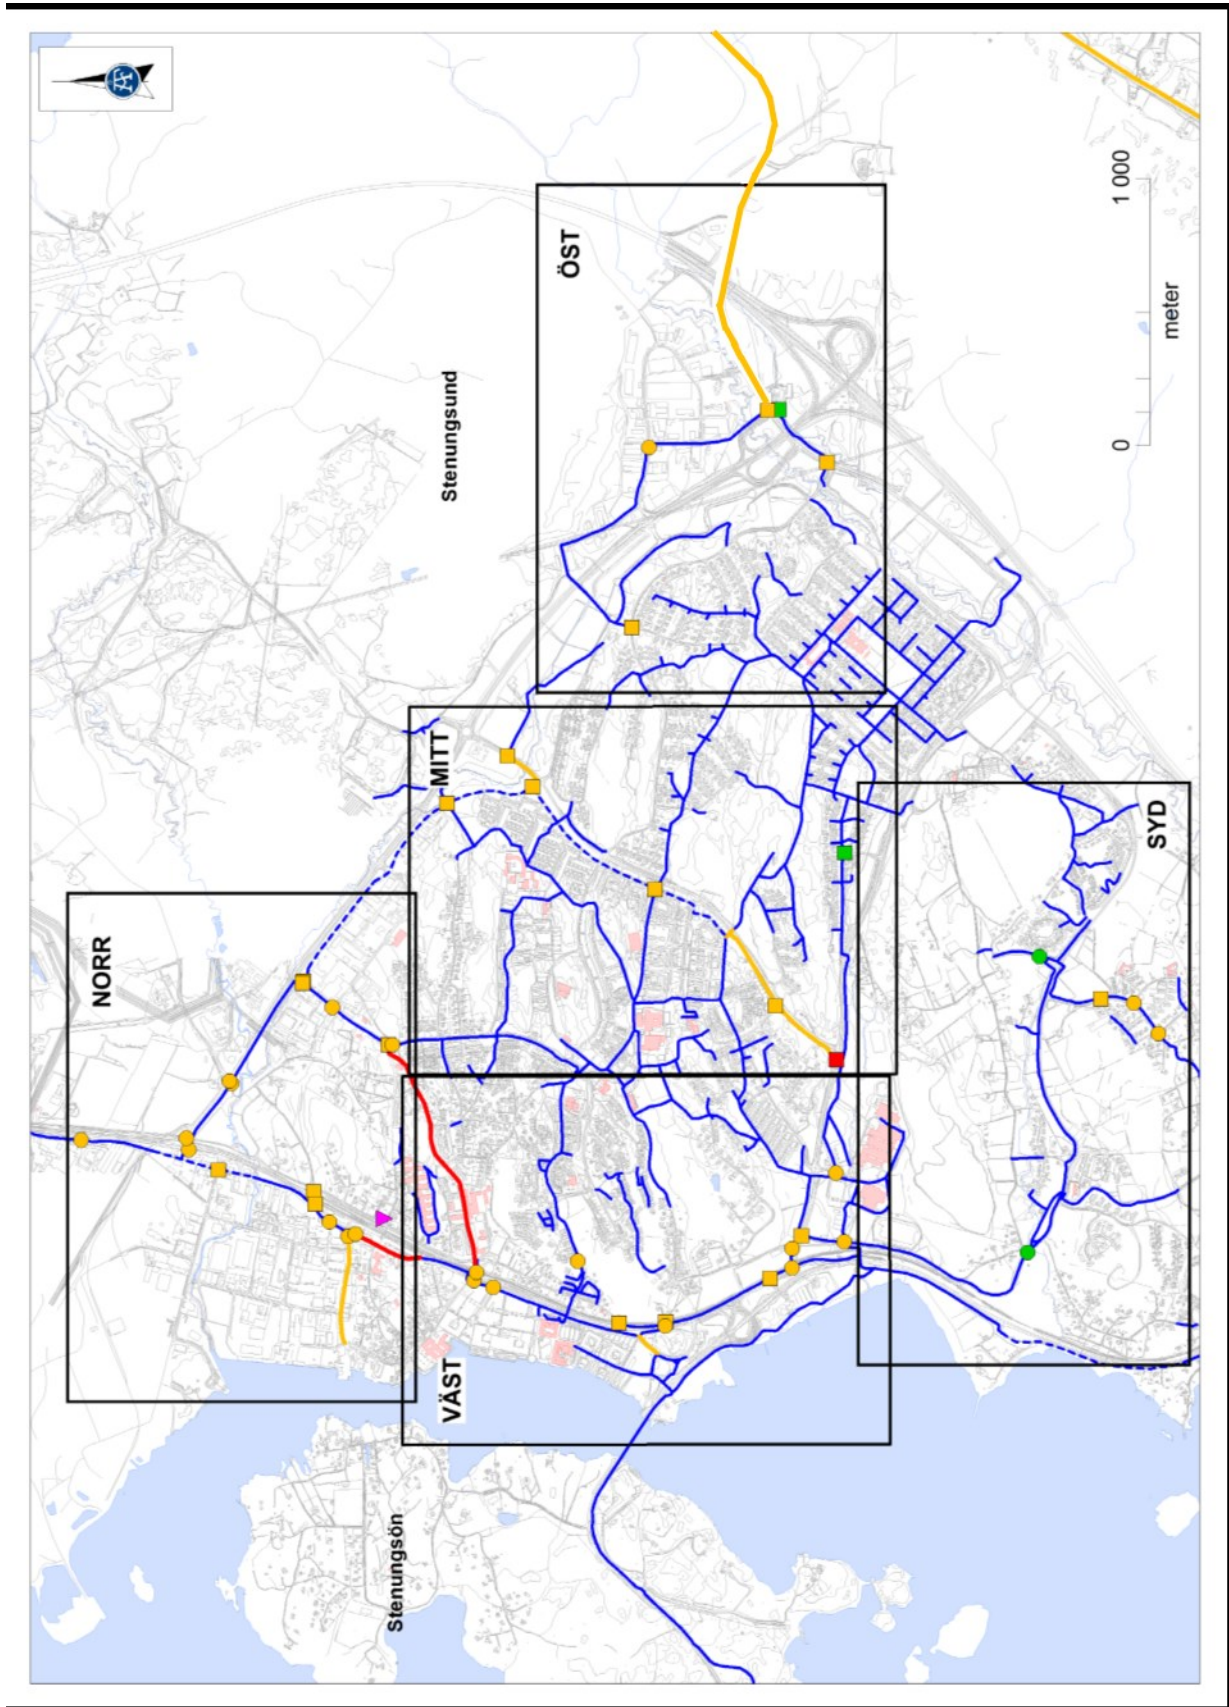 ÖST
Stenungsund
MITT
NORR
SYD
VÄST
Stenungsön
0
1 000
meter